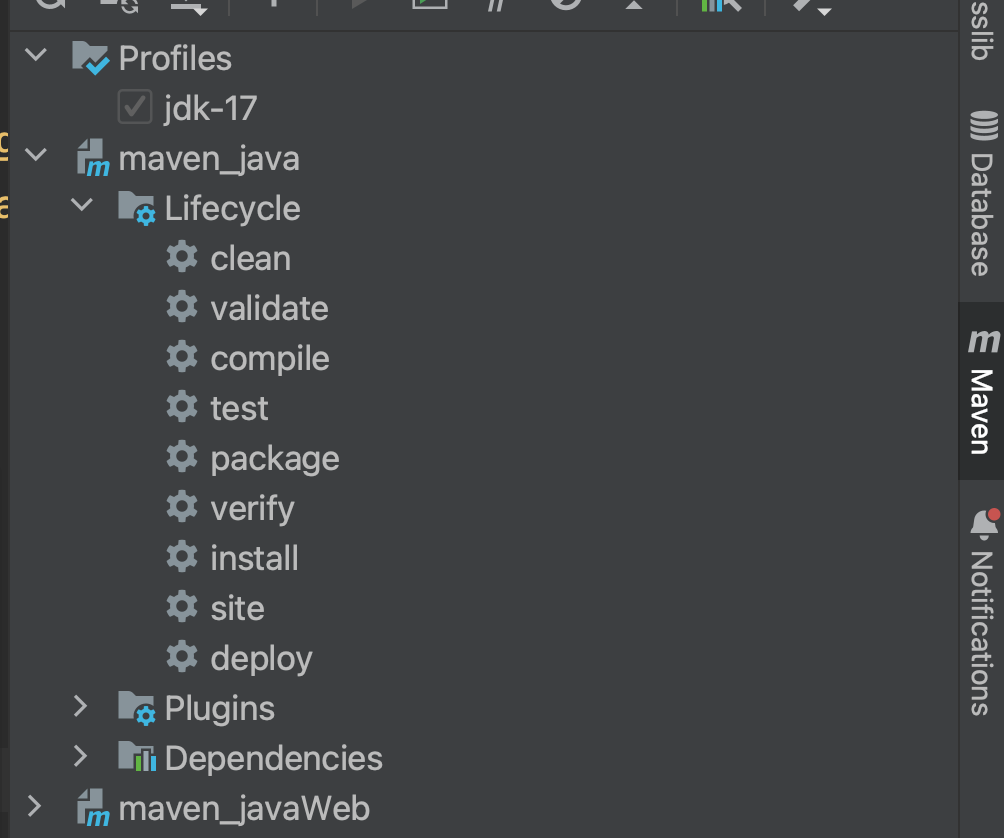 Profiles
jdk-17
maven_java
Lifecycle
clean
validate
compile
test
package
verify
install
site
deploy
Plugins
Dependencies
maven_javaWeb
Database
m Maven
Notifications